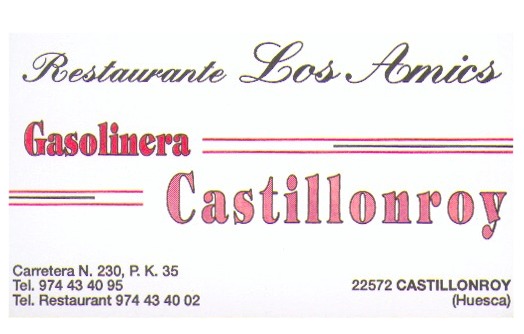 Restaurante Los Amics
Gasolinera
Castillonroy
Carretera N. 230, P. K. 35
Tel. 974 43 40 95
Tel. Restaurant 974 43 40 02
22572 CASTILLONROY
(Huesca)